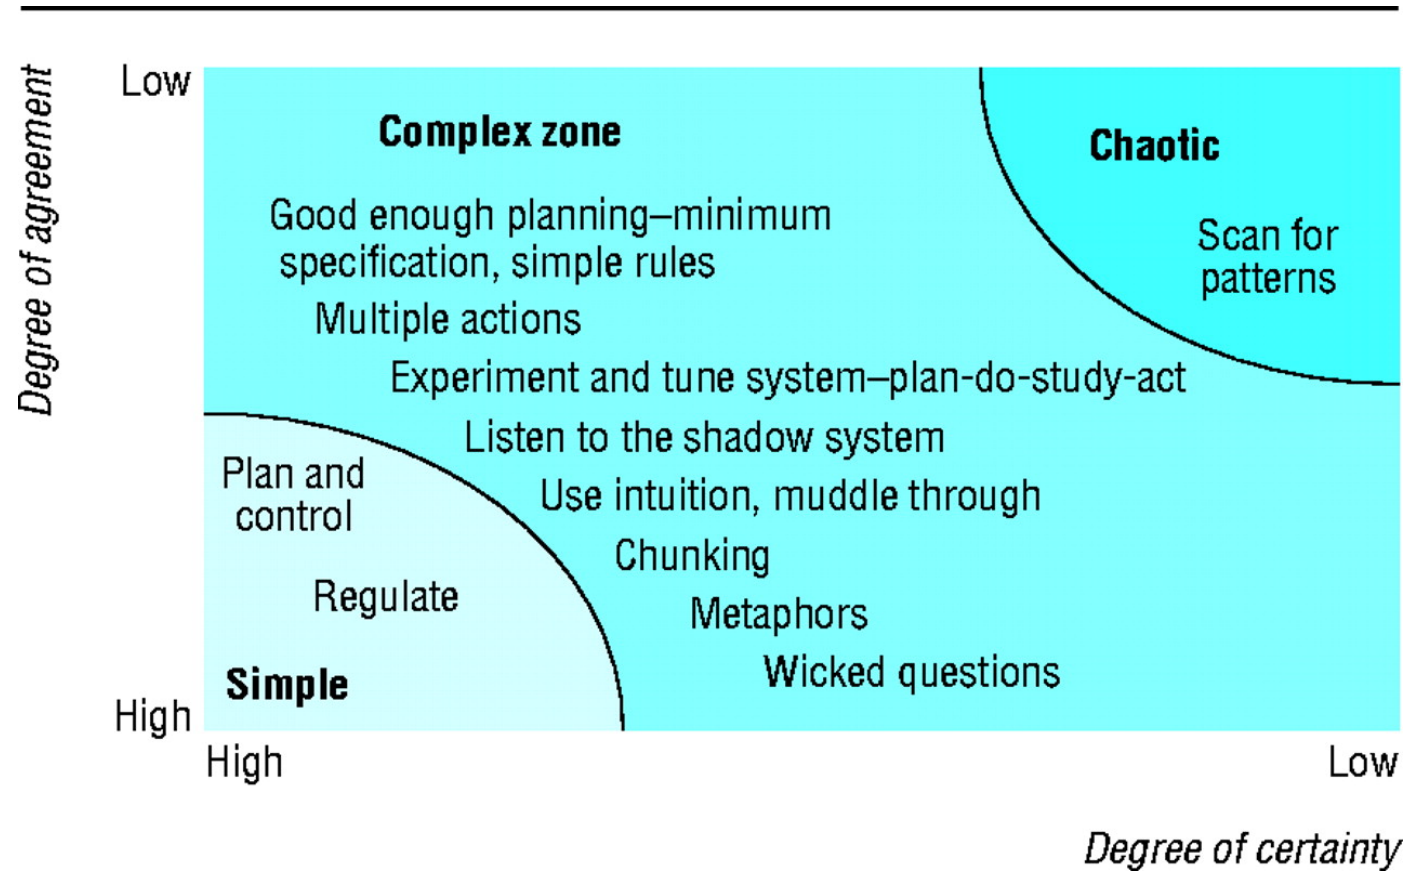 Degree of agreement
Low
Complex zone
Chaotic
Good enough planning–minimum
specification, simple rules
Scan for
patterns
Multiple actions
Experiment and tune system–plan-do-study-act
Listen to the shadow system
Plan and
control
Use intuition, muddle through
Chunking
Regulate
Metaphors
Wicked questions
Simple
High
High
Low
Degree of certainty